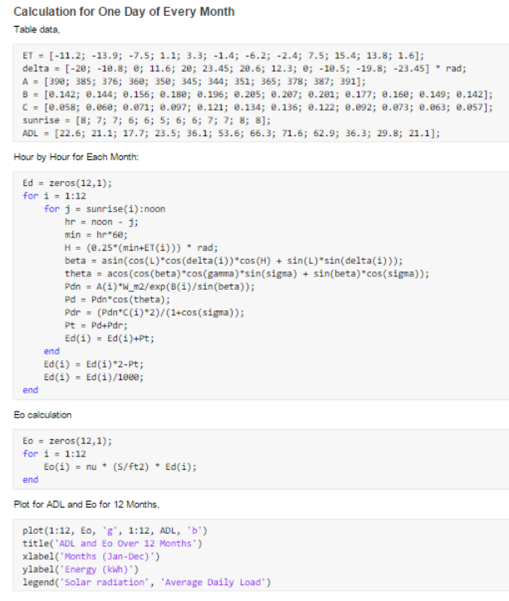 Calculation for One Day of Every Month
Table data,
ET = [-11.2; -13.9; -7.5; 1.1; 3.3; -1.4; -6.2; -2.4; 7.5; 15.4; 13.8; 1.6];
delta = [-20; -10.8; 0; 11.6; 20; 23.45; 20.6; 12.3; 0; -10.5; -19.8; -23.45] * rad;
A = [390; 385; 376; 360; 350; 345; 344; 351; 365; 378; 387; 391];
B = [0.142; 0.144; 0.156; 0.180; 0.196; 0.205; 0.207; 0.201; 0.177; 0.160; 0.149; 0.142];
C = [0.058; 0.060; 0.071; 0.097; 0.121; 0.134; 0.136; 0.122; 0.092; 0.073; 0.063; 0.057];
sunrise = [8; 7; 7; 6; 6; 5; 6; 6; 7; 7; 8; 8];
ADL = [22.6; 21.1; 17.7; 23.5; 36.1; 53.6; 66.3; 71.6; 62.9; 36.3; 29.8; 21.1];
Hour by Hour for Each Month:
Ed = zeros(12,1);
for i = 1:12
for j = sunrise(i):noon
hr = noon - j;
min = hr*60;
H = (0.25*(min+ET(i))) * rad;
beta = asin(cos(L)*cos(delta(i))*cos(H) + sin(L)*sin(delta(i)));
theta = acos(cos(beta)*cos(gamma)*sin(sigma) + sin(beta)*cos(sigma));
Pdn = A(i)*W_m2/exp(B(i)/sin(beta));
Pd = Pdn*cos(theta);
Pdr = (Pdn*C(i)*2)/(1+cos(sigma));
Pt = Pd+Pdr;
Ed(i) = Ed(i)+Pt;
end
Ed(i) = Ed(i)*2-Pt;
Ed(i) = Ed(i)/1000;
end
Eo calculation
Eo = zeros(12,1);
for i = 1:12
Eo(i) = nu * (S/ft2) * Ed(i);
end
Plot for ADL and Eo for 12 Months,
plot(1:12, Eo, 'g', 1:12, ADL, 'b')
title('ADL and Eo Over 12 Months')
xlabel('Months (Jan-Dec)')
ylabel('Energy (kWh)')
legend('Solar radiation', 'Average Daily Load')